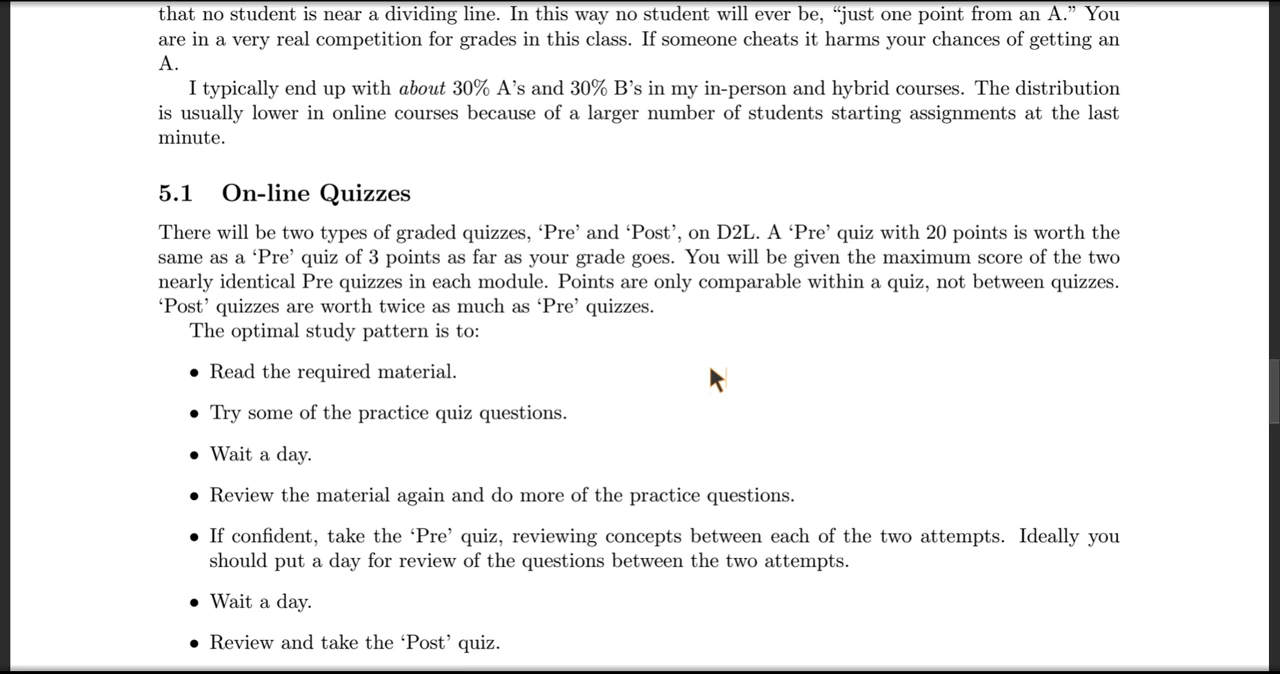 that no student is near a dividing line. In this way no student will ever be, “just one point from an A.” You
are in a very real competition for grades in this class. If someone cheats it harms your chances of getting an
A.
I typically end up with about 30% A’s and 30% B’s in my in-person and hybrid courses. The distribution
is usually lower in online courses because of a larger number of students starting assignments at the last
minute.
5.1 On-line Quizzes
There will be two types of graded quizzes, ‘Pre’ and ‘Post’, on D2L. A ‘Pre’ quiz with 20 points is worth the
same as a ‘Pre’ quiz of 3 points as far as your grade goes. You will be given the maximum score of the two
nearly identical Pre quizzes in each module. Points are only comparable within a quiz, not between quizzes.
‘Post’ quizzes are worth twice as much as ‘Pre’ quizzes.
The optimal study pattern is to:
• Read the required material.
• Try some of the practice quiz questions.
• Wait a day.
• Review the material again and do more of the practice questions.
• If confident, take the ‘Pre’ quiz, reviewing concepts between each of the two attempts. Ideally you
should put a day for review of the questions between the two attempts.
• Wait a day.
• Review and take the ‘Post’ quiz.